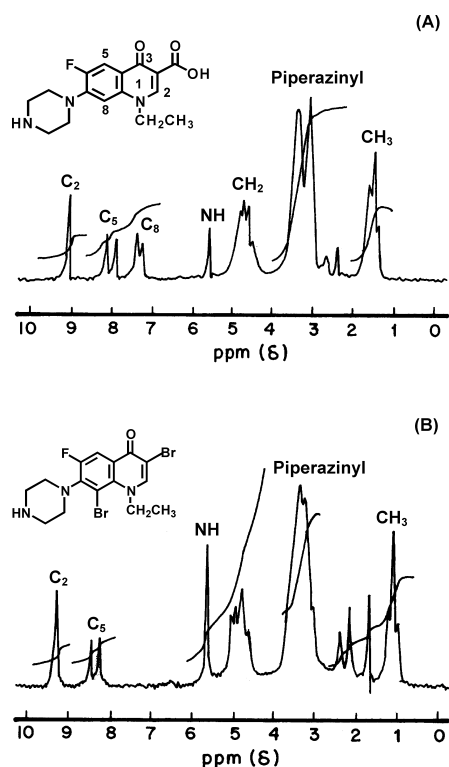 (A)
O
O
5
3
F
OH
N
1
2
HN
8
N
C₂CH₃
Piperazinyl
CH₃
C₂
CH₂
C₅
C₈
NH
10 9 8 7 6 5 4 3 2 1 0
ppm (δ)
(B)
O
F
Br
N
N
HN
Br
CH₂CH₃
Piperazinyl
CH₃
NH
C₂
C₅
10 9 8 7 6 5 4 3 2 1 0
ppm (δ)